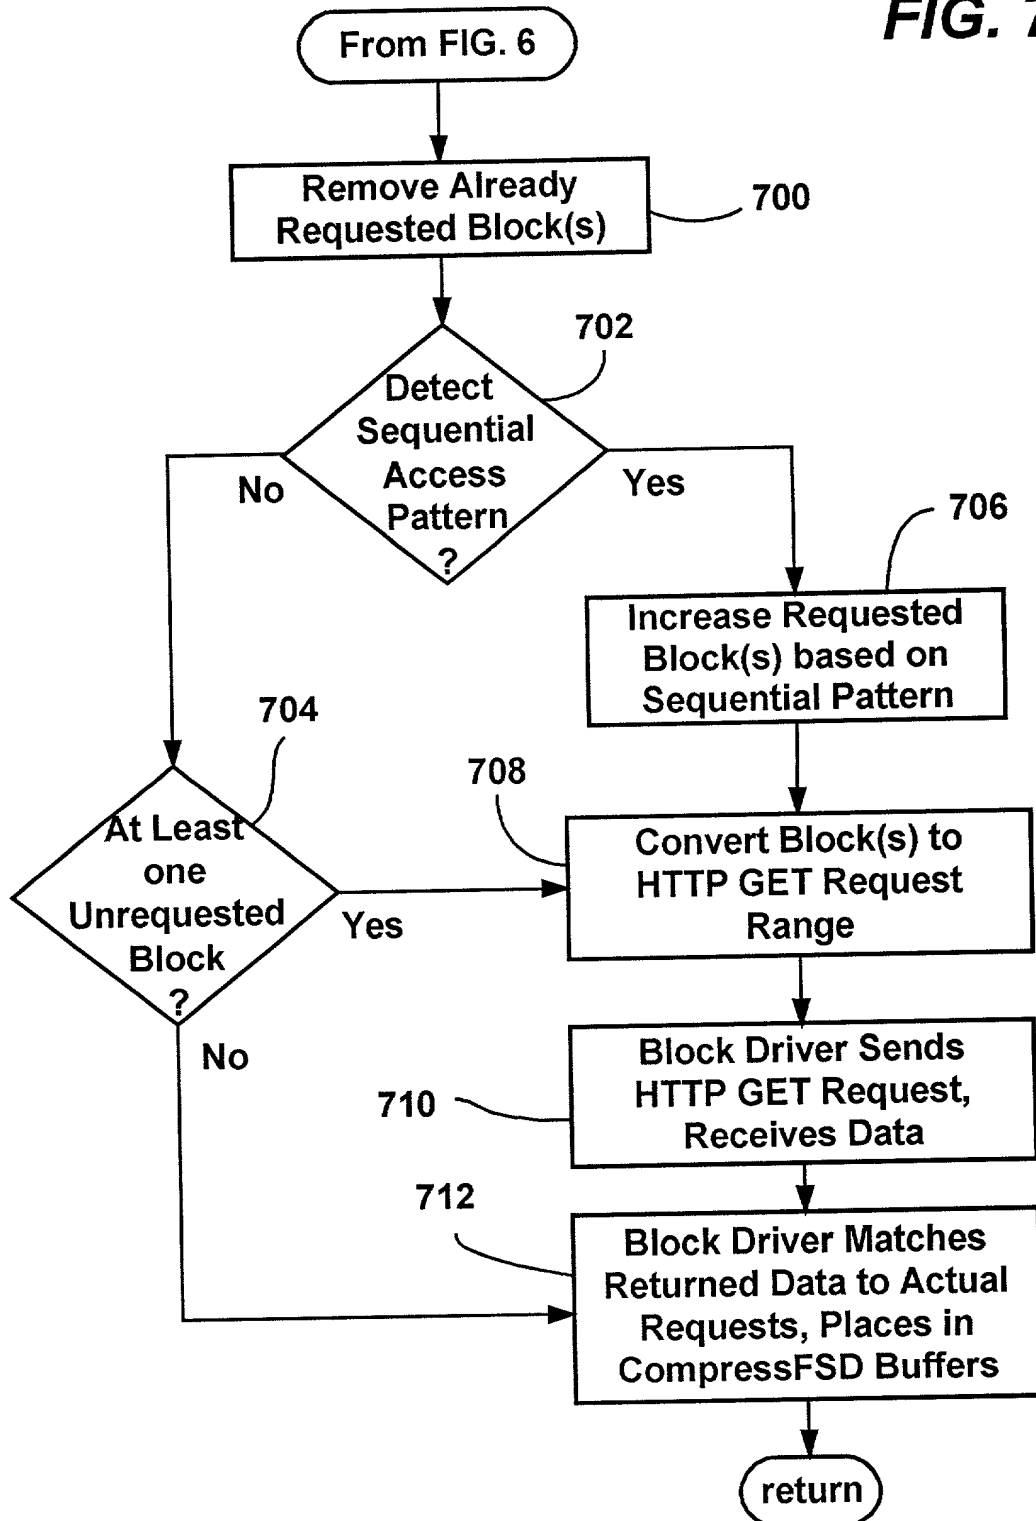 FIG. 7
From FIG. 6
Remove Already
Requested Block(s)
700
702
Detect
Sequential
Access
Pattern
?
No
Yes
706
Increase Requested
Block(s) based on
Sequential Pattern
704
708
At Least
one
Unrequested
Block
?
Yes
No
Convert Block(s) to
HTTP GET Request
Range
Block Driver Sends
HTTP GET Request,
Receives Data
710
712
Block Driver Matches
Returned Data to Actual
Requests, Places in
CompressFSD Buffers
return